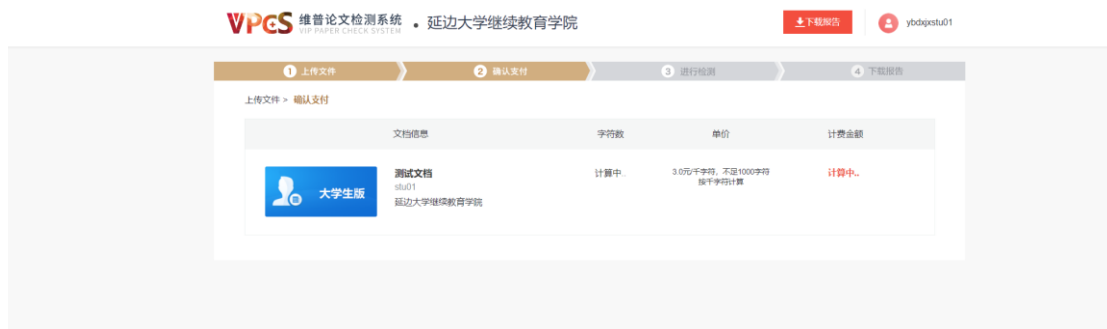 VPCS 维普论文检测系统 • 延边大学继续教育学院
VIP PAPER CHECK SYSTEM
下载报告
ybdxjxstu01
1 上传文件
2 确认支付
3 进行检测
4 下载报告
上传文件 > 确认支付
文档信息 字符数 单价 计费金额
大学生版
测试文档
stu01
延边大学继续教育学院
计算中..
3.0元/千字符，不足1000字符
按千字符计算
计算中..